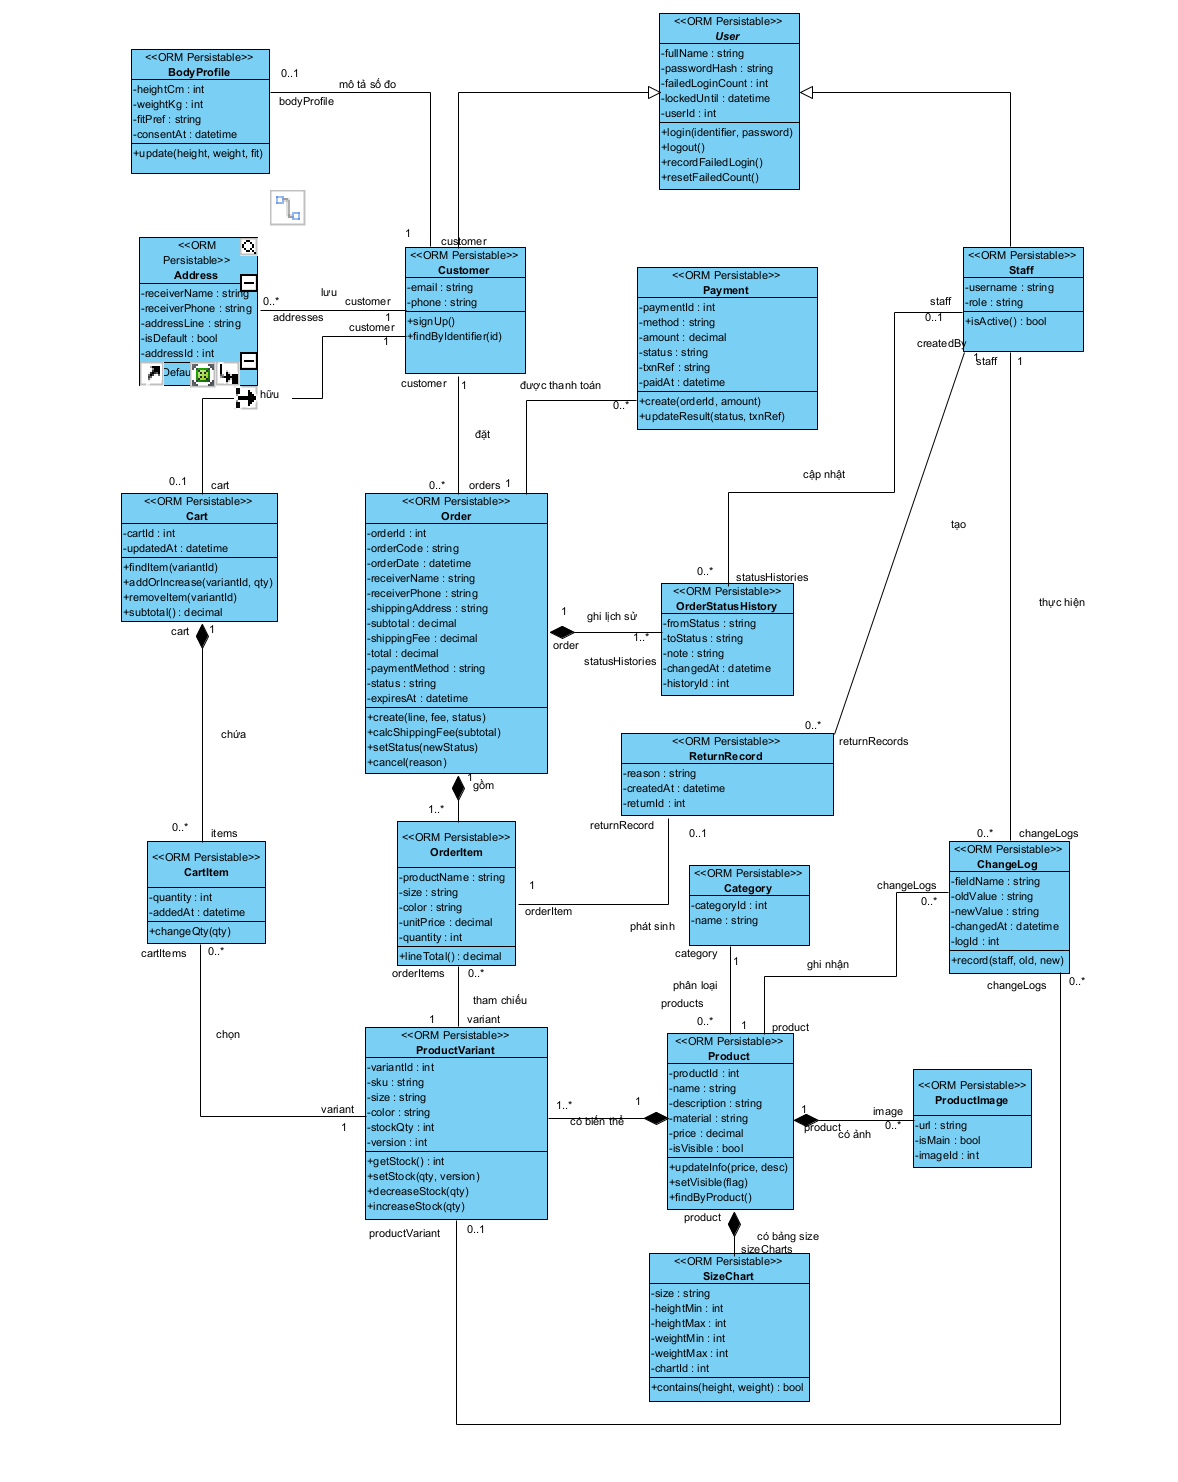 <<ORM Persistable>>
User
-fullName : string
-passwordHash : string
-failedLoginCount : int
-lockedUntil : datetime
-userId : int
+login(identifier, password)
+logout()
+recordFailedLogin()
+resetFailedCount()
<<ORM Persistable>>
BodyProfile
-heightCm : int
-weightKg : int
-fitPref : string
-consentAt : datetime
+update(height, weight, fit)
0..1
mô tả số đo
bodyProfile
1
customer
<<ORM
Persistable>>
Address
-receiverName : string
-receiverPhone : string
-addressLine : string
-isDefault : bool
-addressId : int
Defau
0..*
lưu
addresses
customer
1
customer
1
hữu
<<ORM Persistable>>
Customer
-email : string
-phone : string
+signUp()
+findByIdentifier(id)
customer
1
đặt
0..*
orders
1
được thanh toán
0..*
<<ORM Persistable>>
Payment
-paymentId : int
-method : string
-amount : decimal
-status : string
-txnRef : string
-paidAt : datetime
+create(orderId, amount)
+updateResult(status, txnRef)
<<ORM Persistable>>
Staff
-username : string
-role : string
+isActive() : bool
staff
0..1
createdBy
1
staff
1
cập nhật
tạo
thực hiện
0..1
cart
<<ORM Persistable>>
Cart
-cartId : int
-updatedAt : datetime
+findItem(variantId)
+addOrIncrease(variantId, qty)
+removeItem(variantId)
+subtotal() : decimal
cart
1
chứa
0..*
items
<<ORM Persistable>>
Order
-orderId : int
-orderCode : string
-orderDate : datetime
-receiverName : string
-receiverPhone : string
-shippingAddress : string
-subtotal : decimal
-shippingFee : decimal
-total : decimal
-paymentMethod : string
-status : string
-expiresAt : datetime
+create(line, fee, status)
+calcShippingFee(subtotal)
+setStatus(newStatus)
+cancel(reason)
1
ghi lịch sử
order
1..*
statusHistories
0..*
statusHistories
<<ORM Persistable>>
OrderStatusHistory
-fromStatus : string
-toStatus : string
-note : string
-changedAt : datetime
-historyId : int
1
gồm
1..*
0..*
returnRecords
<<ORM Persistable>>
ReturnRecord
-reason : string
-createdAt : datetime
-returnId : int
returnRecord
0..1
1
orderItem
phát sinh
<<ORM Persistable>>
CartItem
-quantity : int
-addedAt : datetime
+changeQty(qty)
cartItems
0..*
chọn
variant
1
<<ORM Persistable>>
OrderItem
-productName : string
-size : string
-color : string
-unitPrice : decimal
-quantity : int
+lineTotal() : decimal
orderItems
0..*
tham chiếu
1
variant
<<ORM Persistable>>
Category
-categoryId : int
-name : string
category
1
phân loại
products
0..*
0..*
changeLogs
<<ORM Persistable>>
ChangeLog
-fieldName : string
-oldValue : string
-newValue : string
-changedAt : datetime
-logId : int
+record(staff, old, new)
changeLogs
0..*
ghi nhận
1
product
changeLogs
0..*
<<ORM Persistable>>
ProductVariant
-variantId : int
-sku : string
-size : string
-color : string
-stockQty : int
-version : int
+getStock() : int
+setStock(qty, version)
+decreaseStock(qty)
+increaseStock(qty)
productVariant
0..1
1..*
có biến thể
1
<<ORM Persistable>>
Product
-productId : int
-name : string
-description : string
-material : string
-price : decimal
-isVisible : bool
+updateInfo(price, desc)
+setVisible(flag)
+findByProduct()
1
product
có ảnh
image
0..*
<<ORM Persistable>>
ProductImage
-url : string
-isMain : bool
-imageId : int
product
có bảng size
sizeCharts
<<ORM Persistable>>
SizeChart
-size : string
-heightMin : int
-heightMax : int
-weightMin : int
-weightMax : int
-chartId : int
+contains(height, weight) : bool